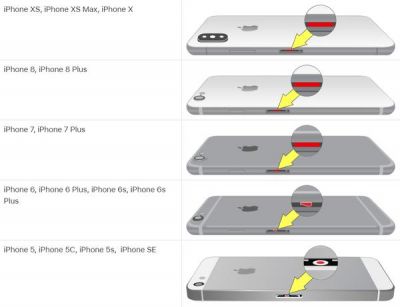 iPhone XS, iPhone XS Max, iPhone X
iPhone 8, iPhone 8 Plus
iPhone 7, iPhone 7 Plus
iPhone 6, iPhone 6 Plus, iPhone 6s, iPhone 6s
Plus
iPhone 5, iPhone 5C, iPhone 5s, iPhone SE